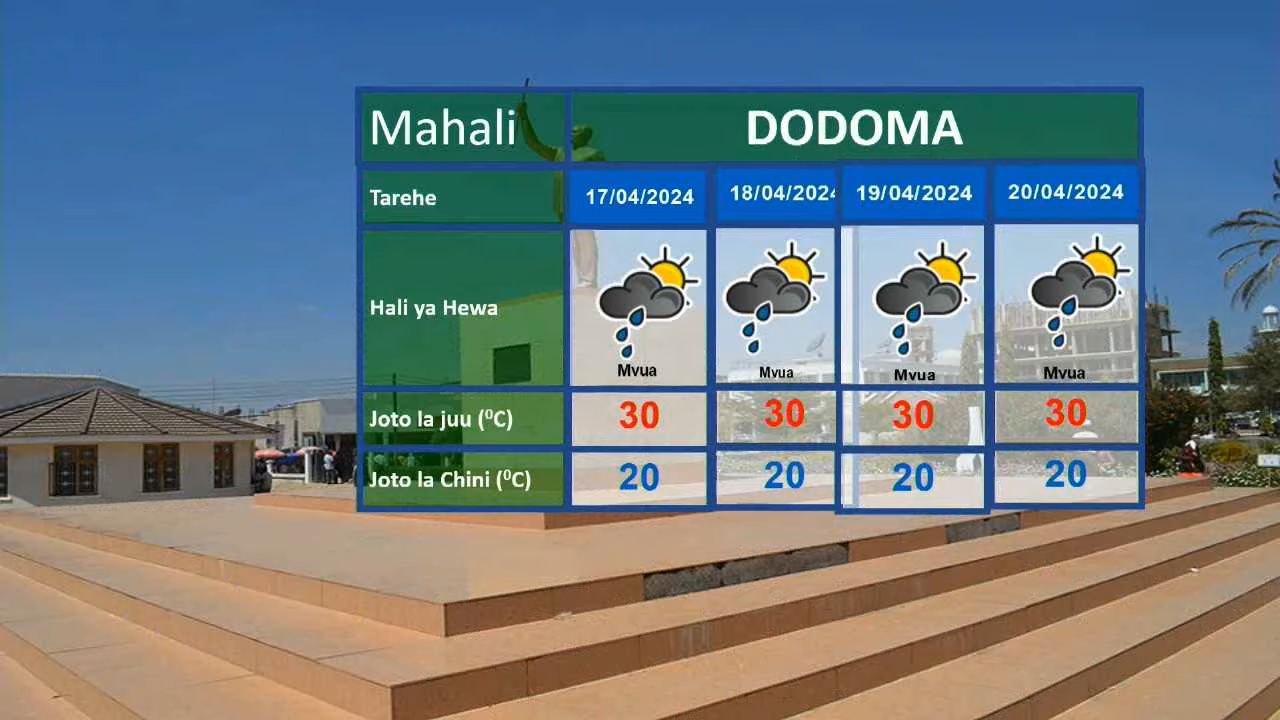 Mahali DODOMA
Tarehe 17/04/2024 18/04/2024 19/04/2024 20/04/2024
Hali ya Hewa Mvua Mvua Mvua Mvua
Joto la juu (⁰C) 30 30 30 30
Joto la Chini (⁰C) 20 20 20 20